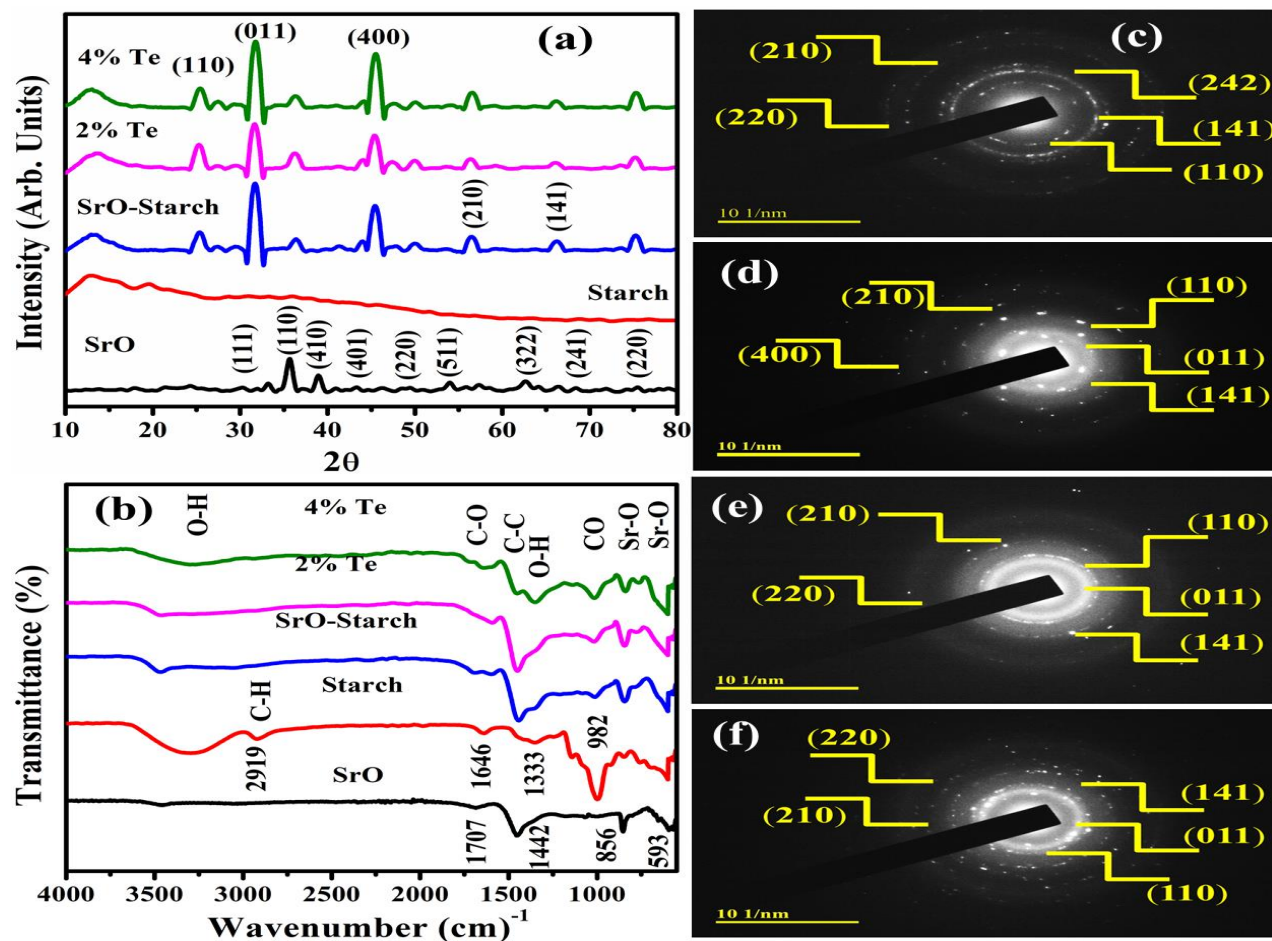 (a)
(011)
(400)
4% Te
(110)
2% Te
SrO-Starch
(210)
(141)
Starch
SrO
(111)
(110)
(410)
(401)
(220)
(511)
(322)
(241)
(220)
10 20 30 40 50 60 70 80
2θ
Intensity (Arb. Units)
(b)
O-H
4% Te
C-O
C-C
O-H
CO
Sr-O
Sr-O
2% Te
SrO-Starch
Starch
C-H
2919
1646
1333
982
SrO
1707
1442
856
593
4000 3500 3000 2500 2000 1500 1000
Wavenumber (cm)-1
Transmittance (%)
(c)
(210)
(242)
(220)
(141)
(110)
10 1/nm
(d)
(210)
(110)
(400)
(011)
(141)
10 1/nm
(e)
(210)
(110)
(220)
(011)
(141)
10 1/nm
(f)
(220)
(141)
(210)
(011)
(110)
10 1/nm